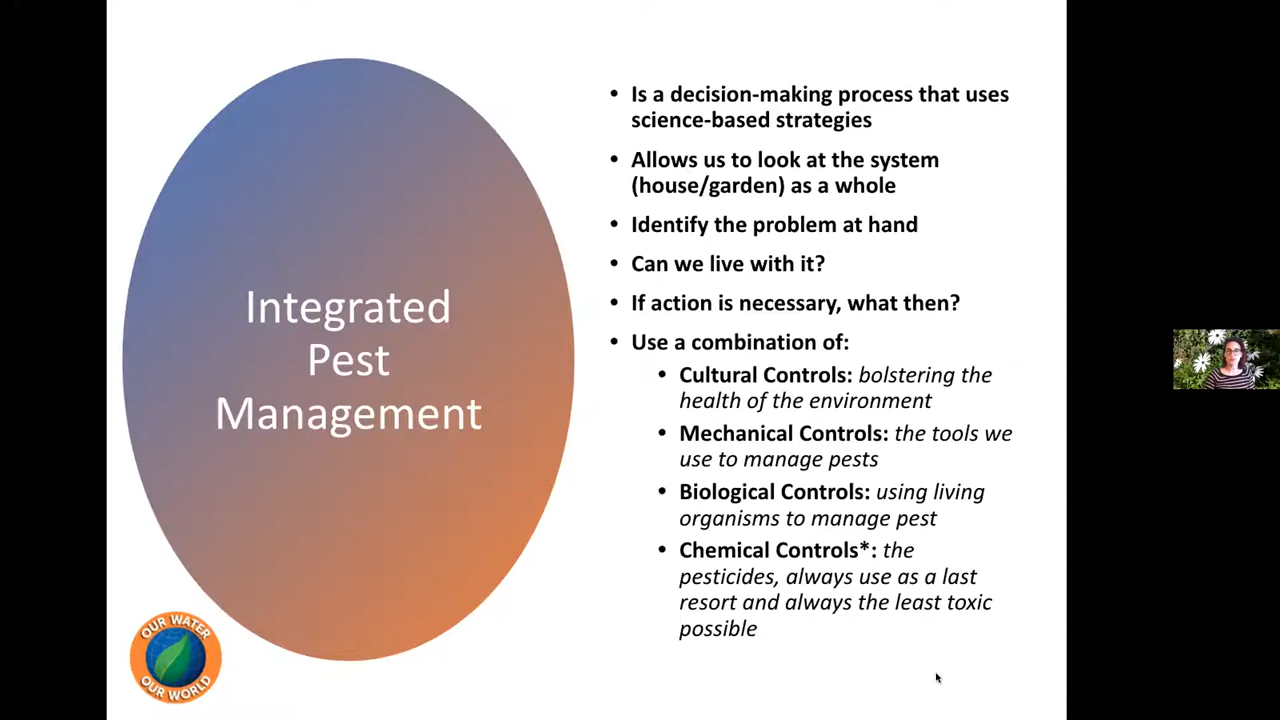 Integrated
Pest
Management
• Is a decision-making process that uses
science-based strategies
• Allows us to look at the system
(house/garden) as a whole
• Identify the problem at hand
• Can we live with it?
• If action is necessary, what then?
• Use a combination of:
• Cultural Controls: bolstering the
health of the environment
• Mechanical Controls: the tools we
use to manage pests
• Biological Controls: using living
organisms to manage pest
• Chemical Controls*: the
pesticides, always use as a last
resort and always the least toxic
possible
OUR WATER
OUR WORLD